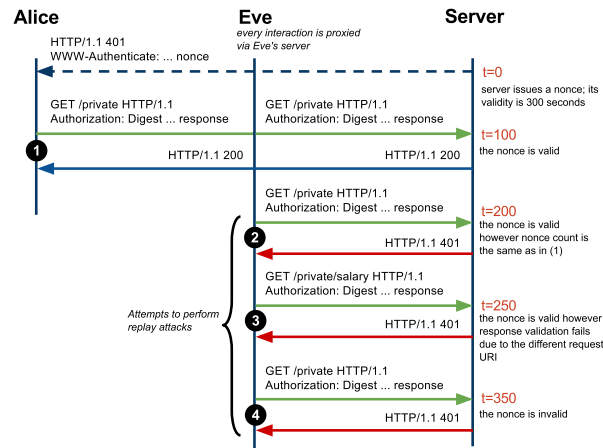 Alice
Eve
Server
every interaction is proxied
via Eve's server
HTTP/1.1 401
WWW-Authenticate: ... nonce
t=0
server issues a nonce; its
validity is 300 seconds
GET /private HTTP/1.1
Authorization: Digest ... response
GET /private HTTP/1.1
Authorization: Digest ... response
t=100
the nonce is valid
1
HTTP/1.1 200
HTTP/1.1 200
GET /private HTTP/1.1
Authorization: Digest ... response
t=200
the nonce is valid
however nonce count is
the same as in (1)
2
HTTP/1.1 401
Attempts to perform
replay attacks
GET /private/salary HTTP/1.1
Authorization: Digest ... response
t=250
the nonce is valid however
response validation fails
due to the different request
URI
3
HTTP/1.1 401
GET /private HTTP/1.1
Authorization: Digest ... response
t=350
the nonce is invalid
4
HTTP/1.1 401